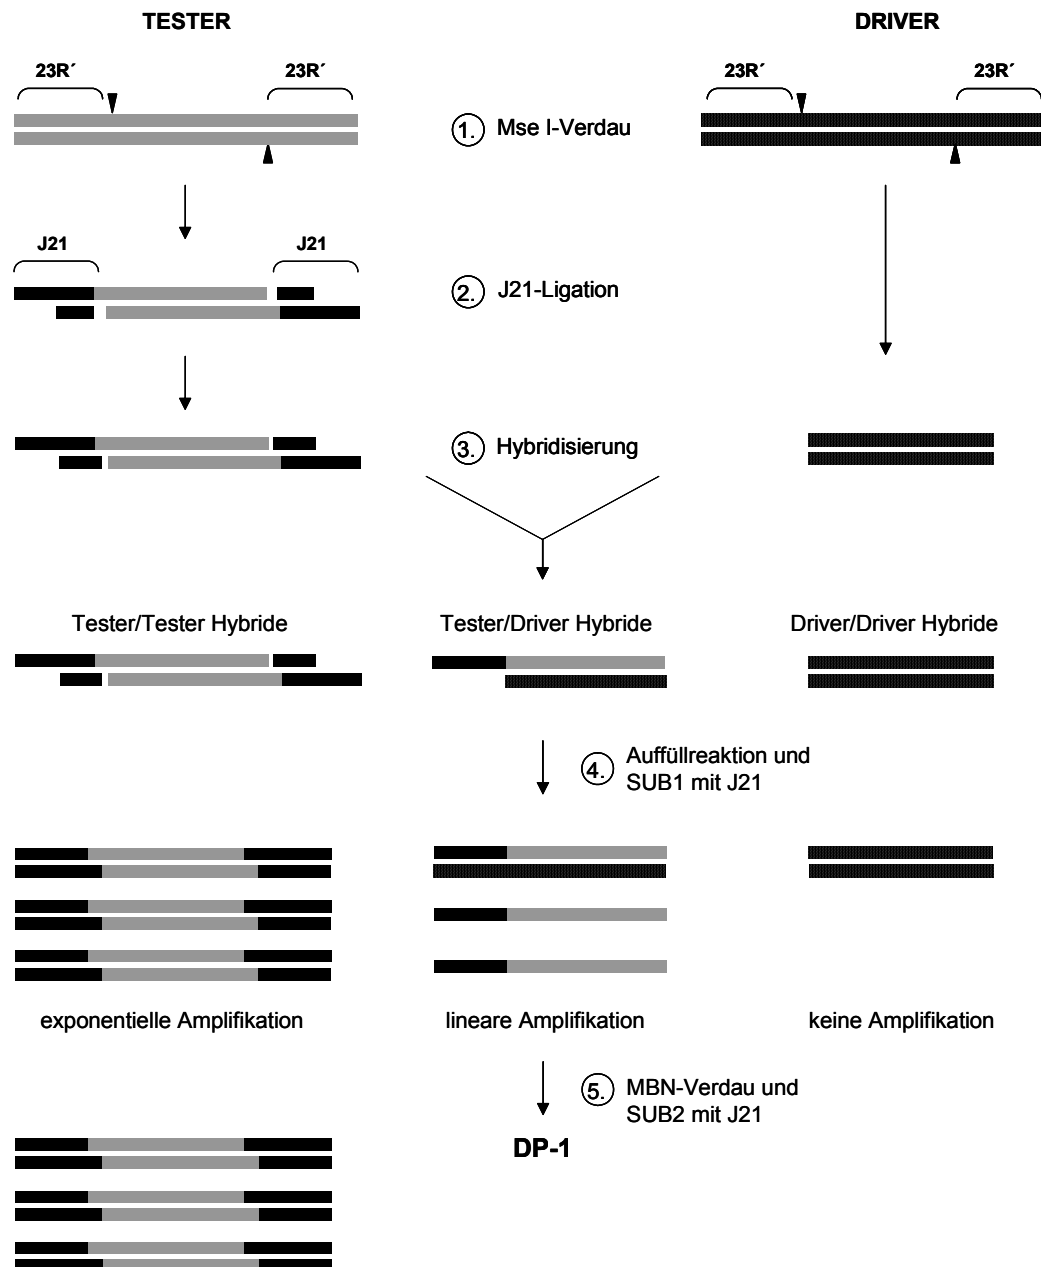 TESTER
DRIVER
23R´
23R´
23R´
23R´
1. Mse I-Verdau
J21
J21
2. J21-Ligation
3. Hybridisierung
Tester/Tester Hybride
Tester/Driver Hybride
Driver/Driver Hybride
4. Auffüllreaktion und
SUB1 mit J21
exponentielle Amplifikation
lineare Amplifikation
keine Amplifikation
5. MBN-Verdau und
SUB2 mit J21
DP-1